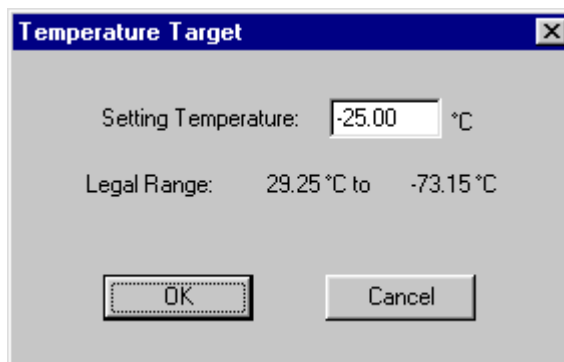 Temperature Target
Setting Temperature: -25.00 °C
Legal Range: 29.25 °C to -73.15 °C
OK Cancel